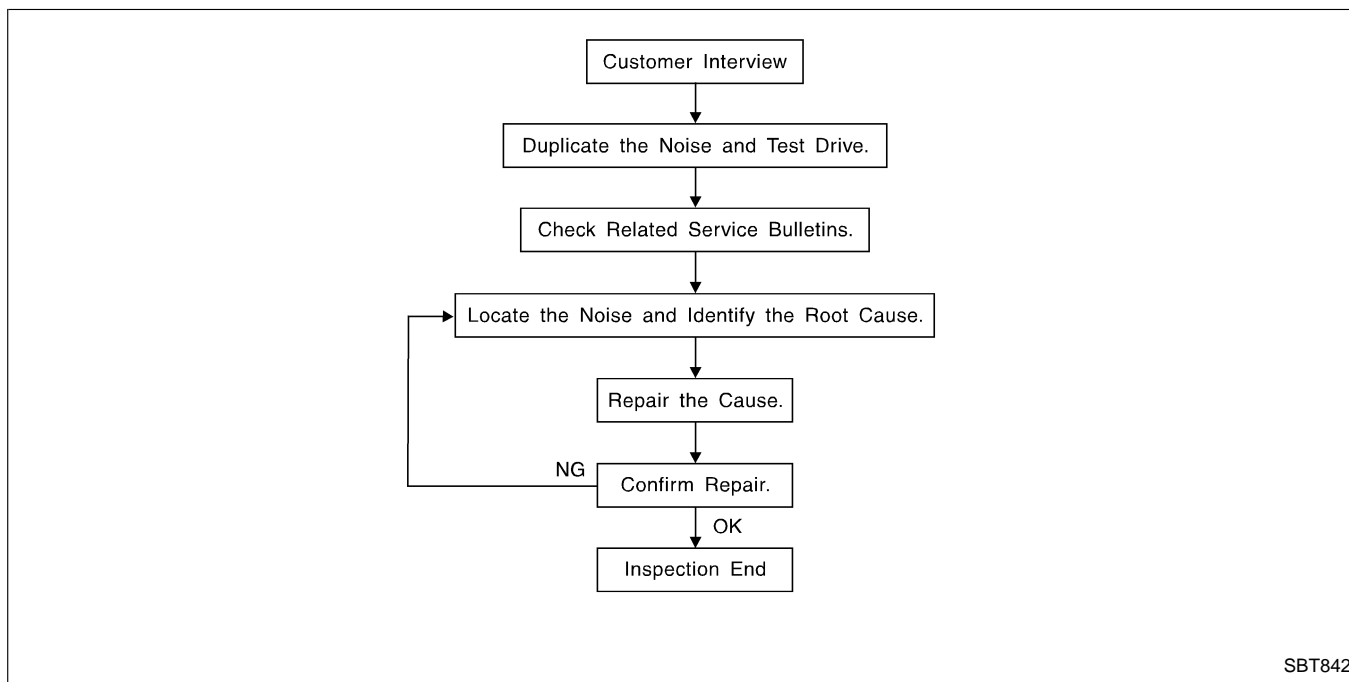 Customer Interview
Duplicate the Noise and Test Drive.
Check Related Service Bulletins.
Locate the Noise and Identify the Root Cause.
Repair the Cause.
NG
Confirm Repair.
OK
Inspection End
SBT842